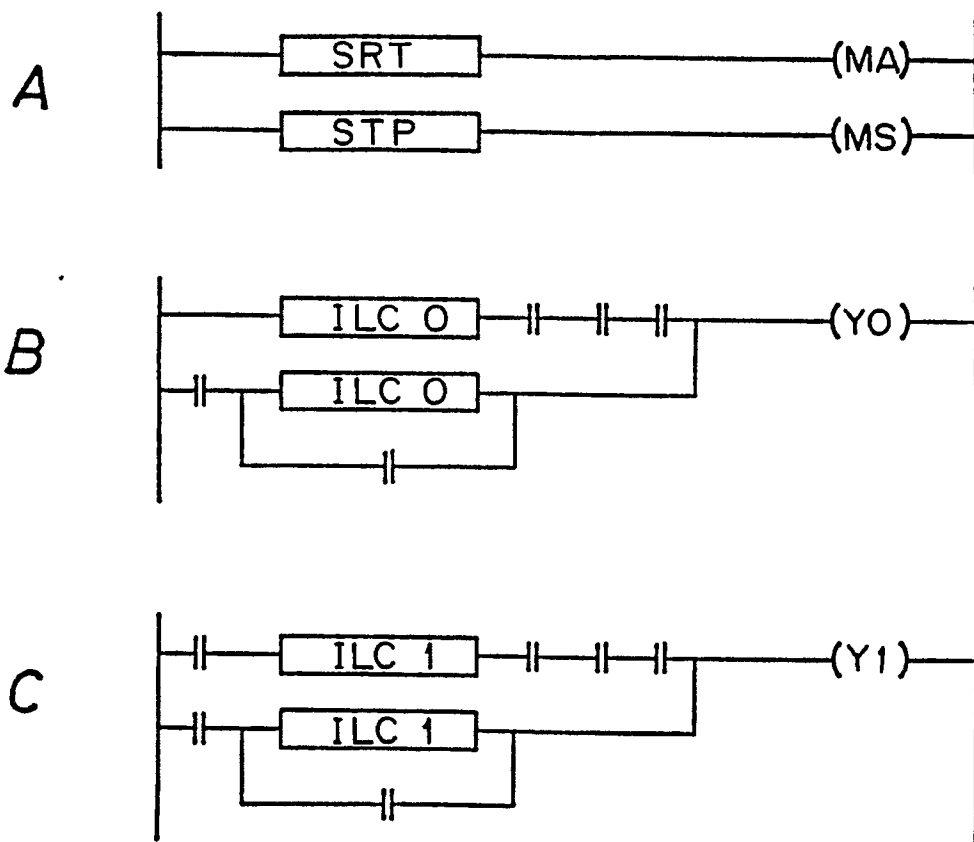 A
SRT (MA)
STP (MS)
B
ILC 0 (Y0)
ILC 0
C
ILC 1 (Y1)
ILC 1